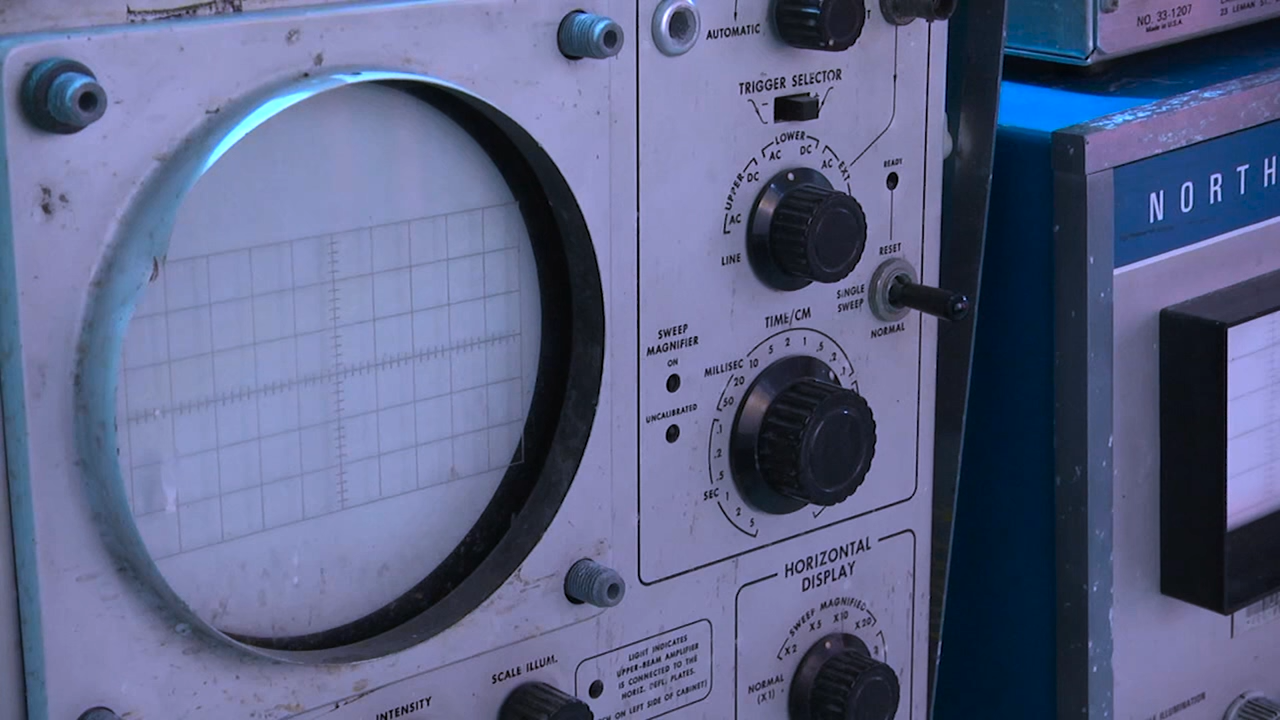 AUTOMATIC
TRIGGER SELECTOR
- +
LOWER
AC DC
UPPER
DC
AC
AC EXT
LINE
READY
RESET
SINGLE
SWEEP
NORMAL
SWEEP
MAGNIFIER
ON
UNCALIBRATED
TIME/CM
MILLISEC
50 20 10 5 2 1 .5 .2 .1
.1
.2
.5
SEC
1
2
5
HORIZONTAL
DISPLAY
SWEEP MAGNIFIED
X2 X5 X10 X20
NORMAL
(X1)
SCALE ILLUM.
INTENSITY
LIGHT INDICATES
UPPER-BEAM AMPLIFIER
IS CONNECTED TO THE
HORIZ. DEFL. PLATES.
ON LEFT SIDE OF CABINET)
NO. 33-1207
Made in U.S.A.
23 LEMAN ST.
NORTH
ILLUMINATION